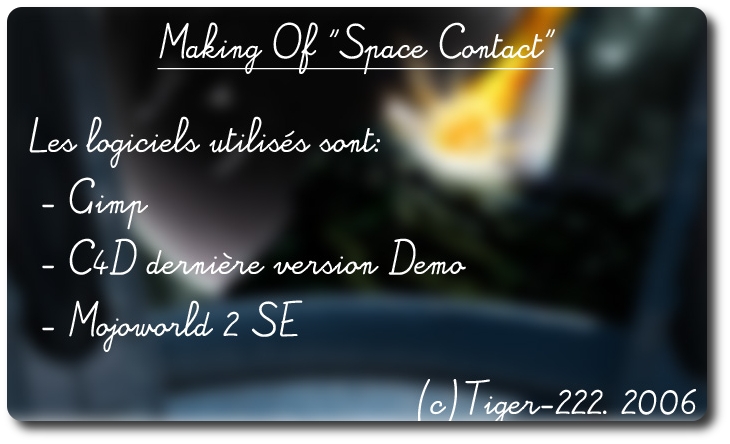 Making Of "Space Contact"
Les logiciels utilisés sont:
- Gimp
- C4D dernière version Demo
- Mojoworld 2 SE
(c)Tiger-222. 2006